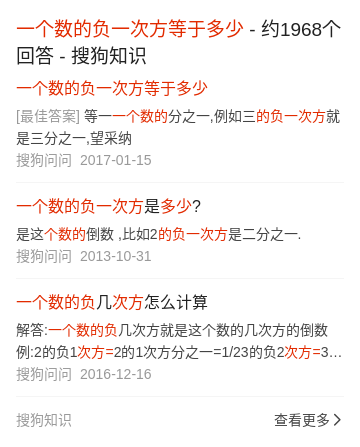 一个数的负一次方等于多少 - 约1968个
回答 - 搜狗知识
一个数的负一次方等于多少
[最佳答案] 等一一个数的分之一,例如三的负一次方就
是三分之一,望采纳
搜狗问问 2017-01-15
一个数的负一次方是多少?
是这个数的倒数 ,比如2的负一次方是二分之一.
搜狗问问 2013-10-31
一个数的负几次方怎么计算
解答:一个数的负几次方就是这个数的几次方的倒数
例:2的负1次方=2的1次方分之一=1/23的负2次方=3...
搜狗问问 2016-12-16
搜狗知识 查看更多